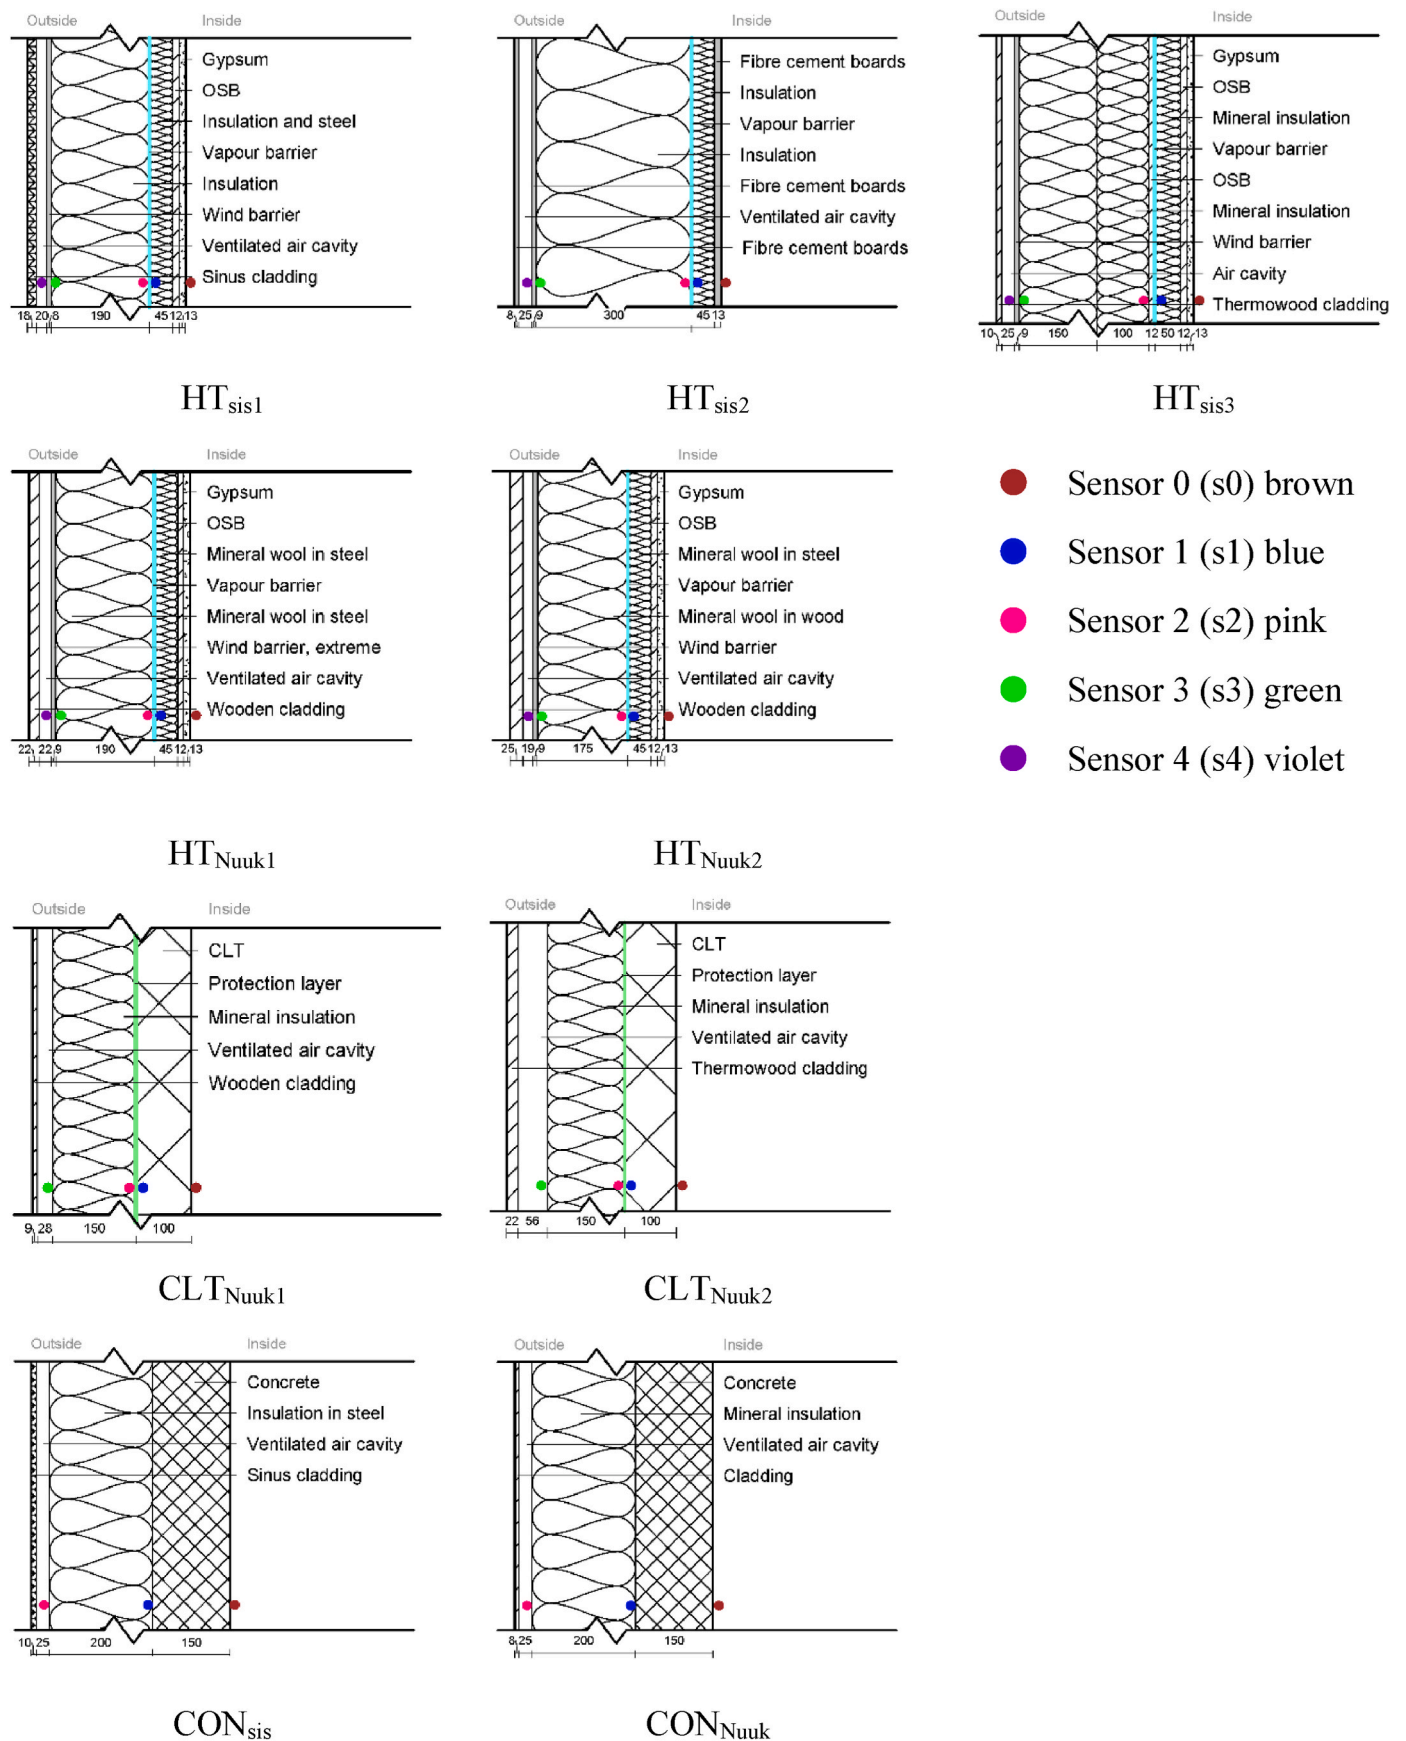 Outside Inside
Gypsum
OSB
Insulation and steel
Vapour barrier
Insulation
Wind barrier
Ventilated air cavity
Sinus cladding
18 20 8 190 45 12 13
HTsis1
Outside Inside
Fibre cement boards
Insulation
Vapour barrier
Insulation
Fibre cement boards
Ventilated air cavity
Fibre cement boards
8 25 9 300 45 13
HTsis2
Outside Inside
Gypsum
OSB
Mineral insulation
Vapour barrier
OSB
Mineral insulation
Wind barrier
Air cavity
Thermowood cladding
10 25 9 150 100 12 50 12 13
HTsis3
Outside Inside
Gypsum
OSB
Mineral wool in steel
Vapour barrier
Mineral wool in steel
Wind barrier, extreme
Ventilated air cavity
Wooden cladding
22 22 9 190 45 12 13
HTNuuk1
Outside Inside
Gypsum
OSB
Mineral wool in steel
Vapour barrier
Mineral wool in wood
Wind barrier
Ventilated air cavity
Wooden cladding
25 19 9 175 45 12 13
HTNuuk2
Sensor 0 (s0) brown
Sensor 1 (s1) blue
Sensor 2 (s2) pink
Sensor 3 (s3) green
Sensor 4 (s4) violet
Outside Inside
CLT
Protection layer
Mineral insulation
Ventilated air cavity
Wooden cladding
9 28 150 100
CLTNuuk1
Outside Inside
CLT
Protection layer
Mineral insulation
Ventilated air cavity
Thermowood cladding
22 56 150 100
CLTNuuk2
Outside Inside
Concrete
Insulation in steel
Ventilated air cavity
Sinus cladding
10 25 200 150
CONsis
Outside Inside
Concrete
Mineral insulation
Ventilated air cavity
Cladding
8 25 200 150
CONNuuk